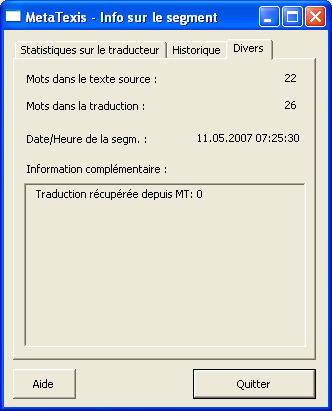 MetaTexis - Info sur le segment
Statistiques sur le traducteur Historique Divers
Mots dans le texte source : 22
Mots dans la traduction : 26
Date/Heure de la segm. : 11.05.2007 07:25:30
Information complémentaire :
Traduction récupérée depuis MT: 0
Aide Quitter